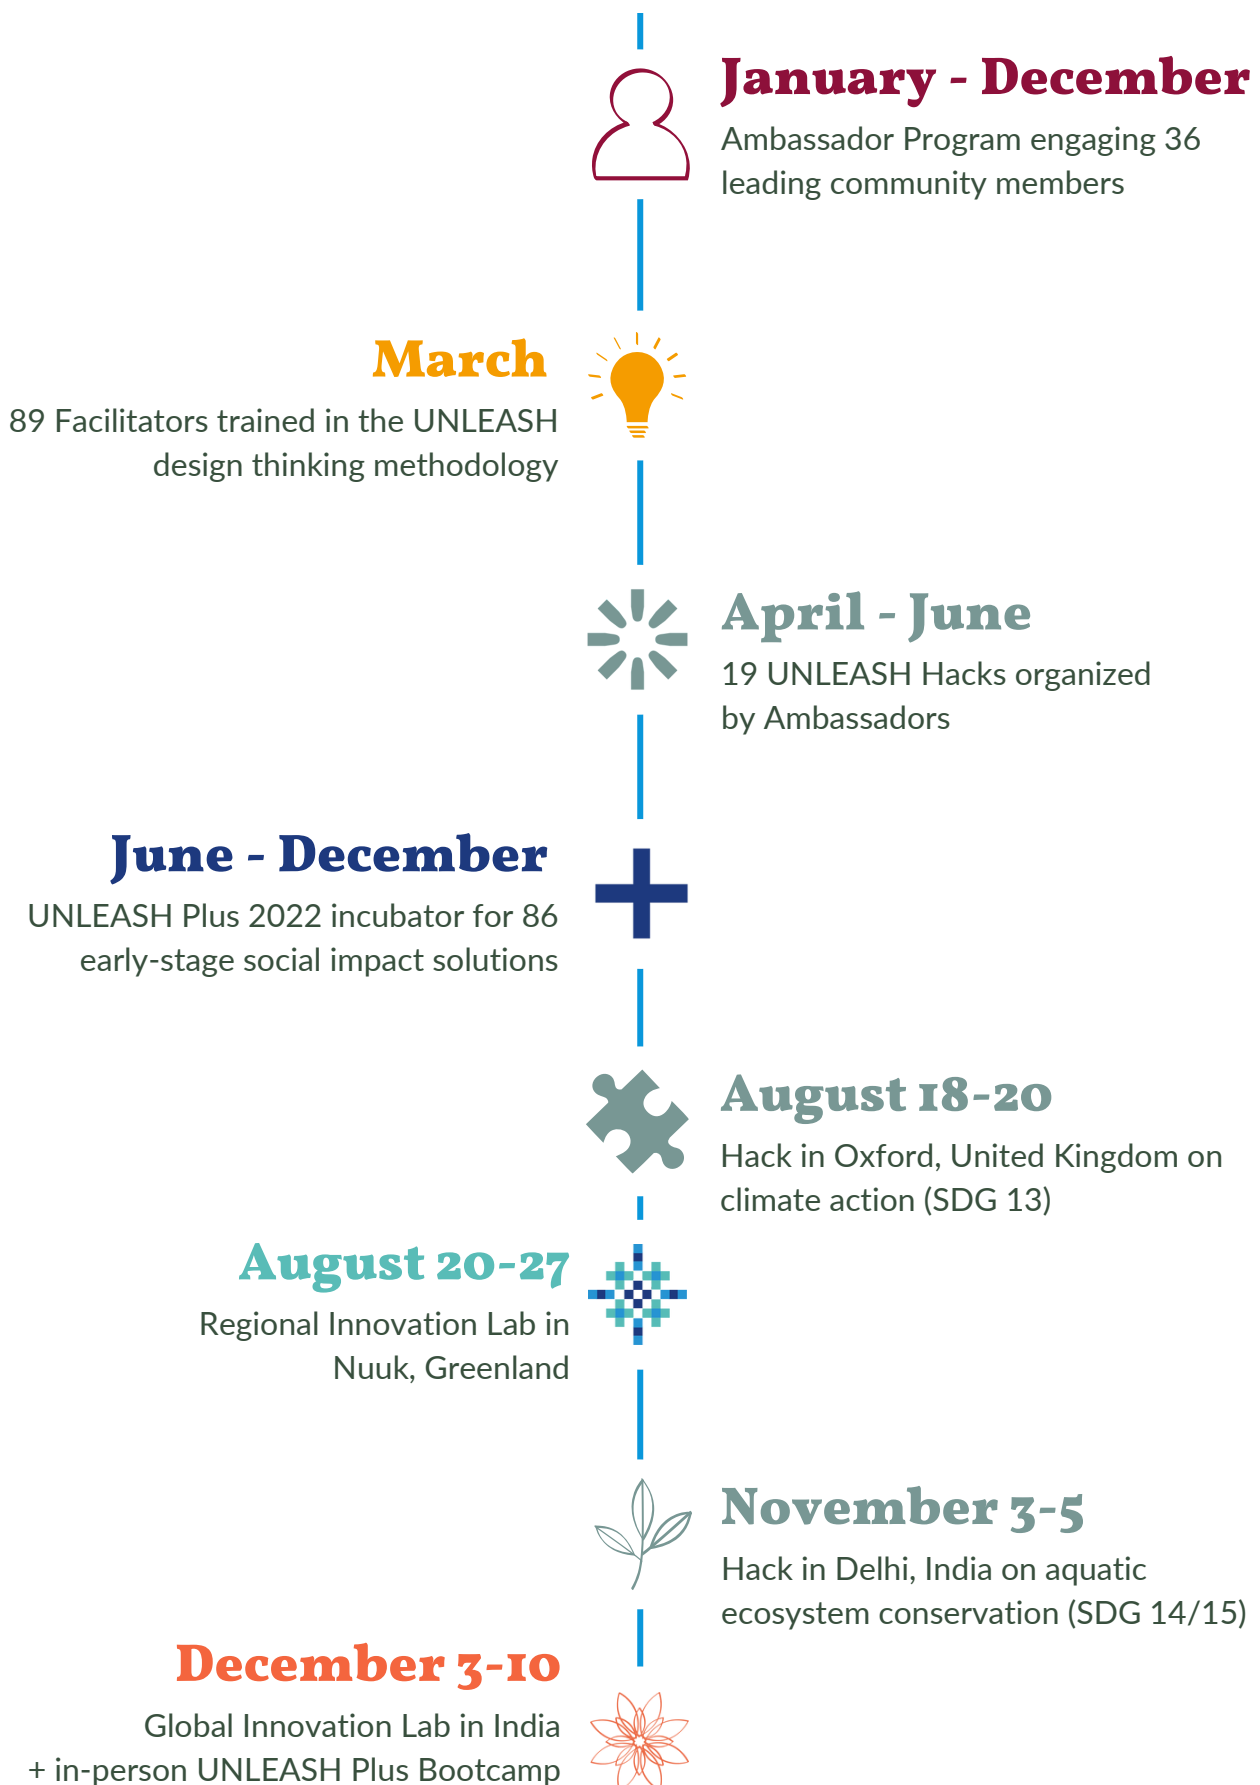 January - December
Ambassador Program engaging 36
leading community members
March
89 Facilitators trained in the UNLEASH
design thinking methodology
April - June
19 UNLEASH Hacks organized
by Ambassadors
June - December
UNLEASH Plus 2022 incubator for 86
early-stage social impact solutions
August 18-20
Hack in Oxford, United Kingdom on
climate action (SDG 13)
August 20-27
Regional Innovation Lab in
Nuuk, Greenland
November 3-5
Hack in Delhi, India on aquatic
ecosystem conservation (SDG 14/15)
December 3-10
Global Innovation Lab in India
+ in-person UNLEASH Plus Bootcamp